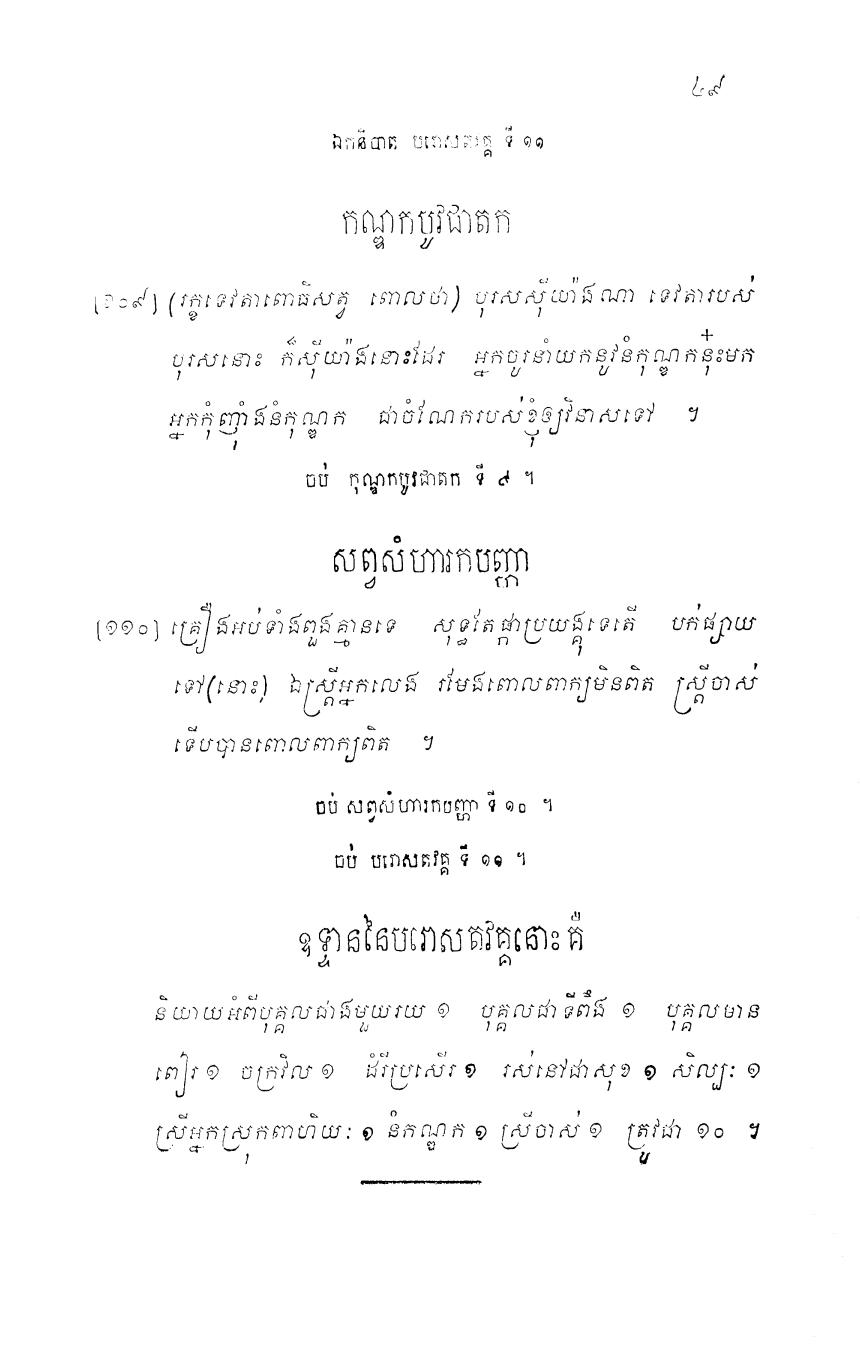 ៤៩
ឯកនិបាត បរោសតវគ្គ ទី ១១
កណ្ឌកបូវជាតក
[១០៩] (រុក្ខទេវតាពោធិសត្វ ពោលថា) បុរសស៊ីយ៉ាងណា ទេវតារបស់
បុរសនោះ ក៏ស៊ីយ៉ាងនោះដែរ អ្នកចូរនាំយកនូវនំកុណ្ឌកនុ៎ះមក
អ្នកកុំញ៉ាំងនំកុណ្ឌក ជាចំណែករបស់ខ្ញុំឲ្យវិនាសទៅ ។
ចប់ កុណ្ឌកបូវជាតក ទី ៩ ។
សព្វសំហារកបញ្ហា
[១១០] គ្រឿងអប់ទាំងពួងគ្មានទេ សុទ្ធតែផ្កាប្រយង្គុទេតើ បក់ផ្សាយ
ទៅ(នោះ) ឯស្ត្រីអ្នកលេង រមែងពោលពាក្យមិនពិត ស្ត្រីចាស់
ទើបបានពោលពាក្យពិត ។
ចប់ សព្វសំហារកបញ្ហា ទី ១០ ។
ចប់ បរោសតវគ្គ ទី ១១ ។
ឧទ្ទាននៃបរោសតវគ្គនោះគឺ
និយាយអំពីបុគ្គលជាងមួយរយ ១ បុគ្គលជាទីពឹង ១ បុគ្គលមាន
ពៀរ ១ ចក្រវិល ១ ដំរីប្រសើរ ១ រស់នៅជាសុខ ១ សិល្បៈ ១
ស្រីអ្នកស្រុកពាហិយៈ ១ នំកណ្ឌក ១ ស្រីចាស់ ១ ត្រូវជា ១០ ។